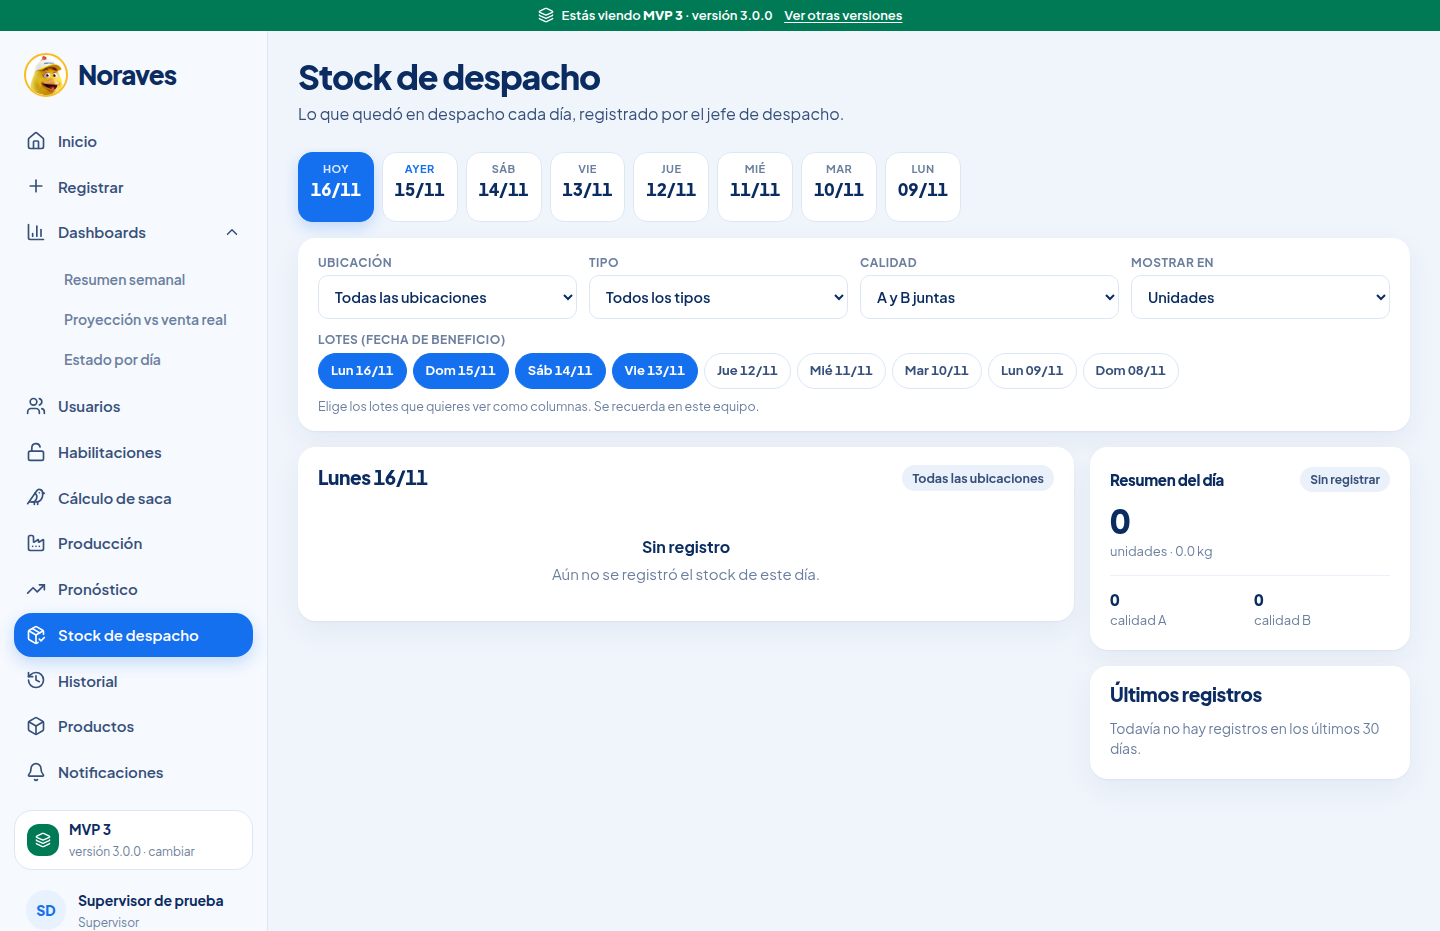 Estás viendo MVP 3 · versión 3.0.0 Ver otras versiones
Noraves
Inicio
Registrar
Dashboards
Resumen semanal
Proyección vs venta real
Estado por día
Usuarios
Habilitaciones
Cálculo de saca
Producción
Pronóstico
Stock de despacho
Historial
Productos
Notificaciones
MVP 3
versión 3.0.0 · cambiar
SD
Supervisor de prueba
Supervisor
Stock de despacho
Lo que quedó en despacho cada día, registrado por el jefe de despacho.
HOY
16/11
AYER
15/11
SÁB
14/11
VIE
13/11
JUE
12/11
MIÉ
11/11
MAR
10/11
LUN
09/11
UBICACIÓN
Todas las ubicaciones
TIPO
Todos los tipos
CALIDAD
A y B juntas
MOSTRAR EN
Unidades
LOTES (FECHA DE BENEFICIO)
Lun 16/11 Dom 15/11 Sáb 14/11 Vie 13/11 Jue 12/11 Mié 11/11 Mar 10/11 Lun 09/11 Dom 08/11
Elige los lotes que quieres ver como columnas. Se recuerda en este equipo.
Lunes 16/11
Todas las ubicaciones
Sin registro
Aún no se registró el stock de este día.
Resumen del día
Sin registrar
0
unidades · 0.0 kg
0
calidad A
0
calidad B
Últimos registros
Todavía no hay registros en los últimos 30
días.